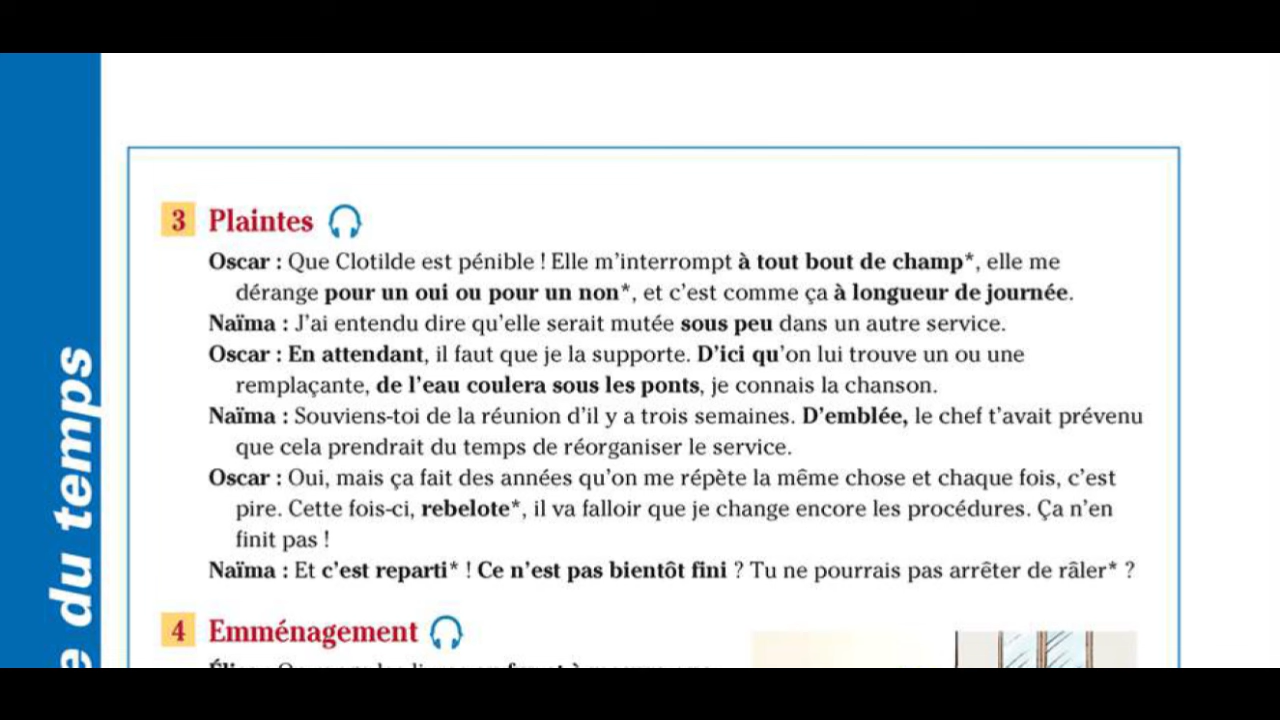 3 Plaintes
Oscar : Que Clotilde est pénible ! Elle m'interrompt à tout bout de champ*, elle me
dérange pour un oui ou pour un non*, et c'est comme ça à longueur de journée.
Naïma : J'ai entendu dire qu'elle serait mutée sous peu dans un autre service.
Oscar : En attendant, il faut que je la supporte. D'ici qu'on lui trouve un ou une
remplaçante, de l'eau coulera sous les ponts, je connais la chanson.
Naïma : Souviens-toi de la réunion d'il y a trois semaines. D'emblée, le chef t'avait prévenu
que cela prendrait du temps de réorganiser le service.
Oscar : Oui, mais ça fait des années qu'on me répète la même chose et chaque fois, c'est
pire. Cette fois-ci, rebelote*, il va falloir que je change encore les procédures. Ça n'en
finit pas !
Naïma : Et c'est reparti* ! Ce n'est pas bientôt fini ? Tu ne pourrais pas arrêter de râler* ?
4 Emménagement
du temps